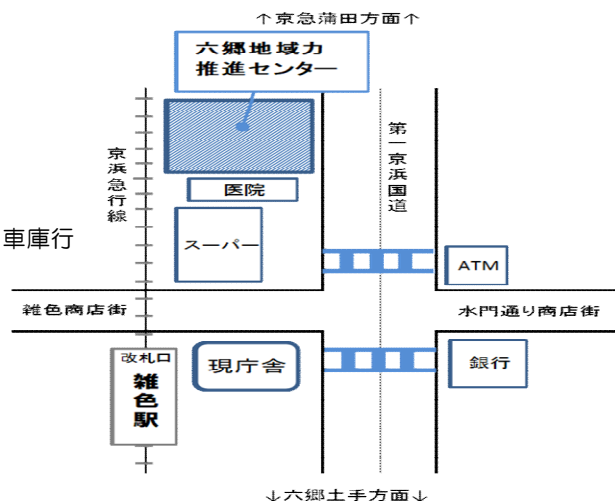 ↑京急蒲田方面↑
六郷地域力
推進センター
京浜急行線
第一京浜国道
医院
スーパー
車庫行
ATM
雑色商店街
水門通り商店街
改札口
雑色駅
現庁舎
銀行
↓六郷土手方面↓